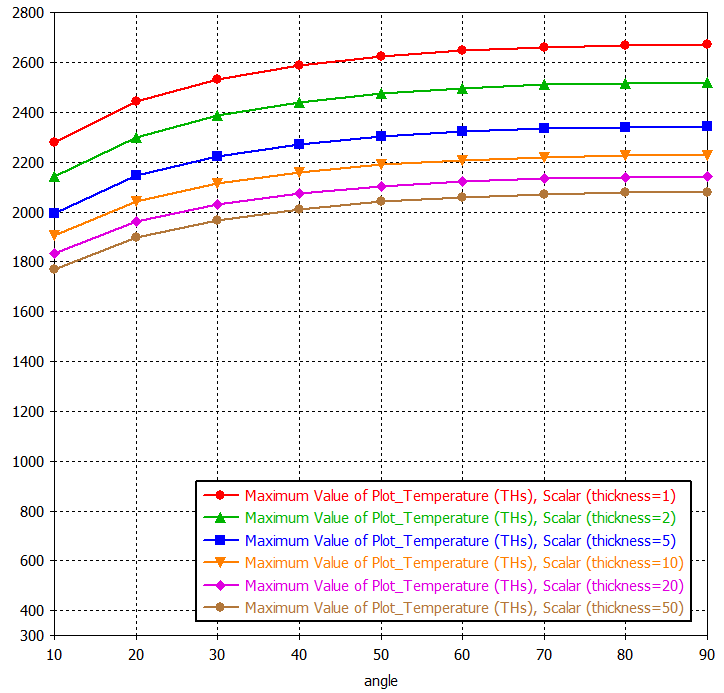 2800
2600
2400
2200
2000
1800
1600
1400
1200
1000
800
600
400
300
Maximum Value of Plot_Temperature (THs), Scalar (thickness=1)
Maximum Value of Plot_Temperature (THs), Scalar (thickness=2)
Maximum Value of Plot_Temperature (THs), Scalar (thickness=5)
Maximum Value of Plot_Temperature (THs), Scalar (thickness=10)
Maximum Value of Plot_Temperature (THs), Scalar (thickness=20)
Maximum Value of Plot_Temperature (THs), Scalar (thickness=50)
10 20 30 40 50 60 70 80 90
angle